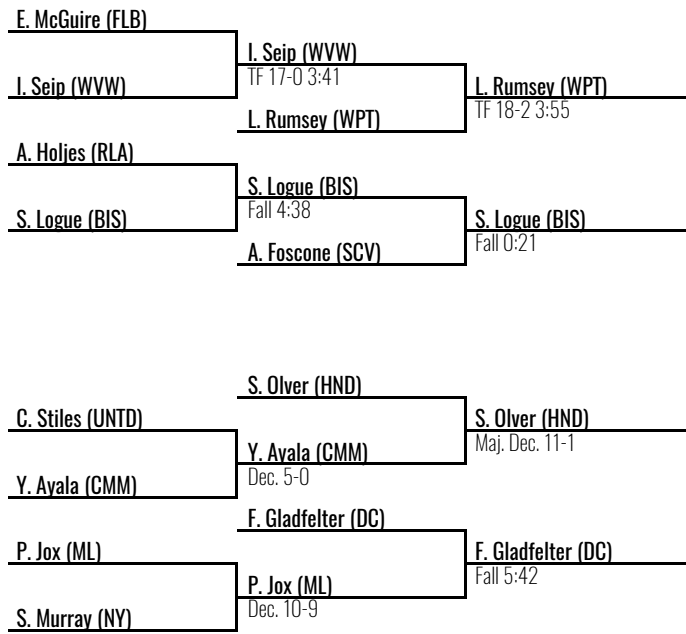 E. McGuire (FLB)
I. Seip (WVW)
I. Seip (WVW)
TF 17-0 3:41
L. Rumsey (WPT)
L. Rumsey (WPT)
TF 18-2 3:55
A. Holjes (RLA)
S. Logue (BIS)
S. Logue (BIS)
Fall 4:38
A. Foscone (SCV)
S. Logue (BIS)
Fall 0:21
S. Olver (HND)
C. Stiles (UNTD)
Y. Ayala (CMM)
Y. Ayala (CMM)
Dec. 5-0
S. Olver (HND)
Maj. Dec. 11-1
F. Gladfelter (DC)
P. Jox (ML)
S. Murray (NY)
P. Jox (ML)
Dec. 10-9
F. Gladfelter (DC)
Fall 5:42